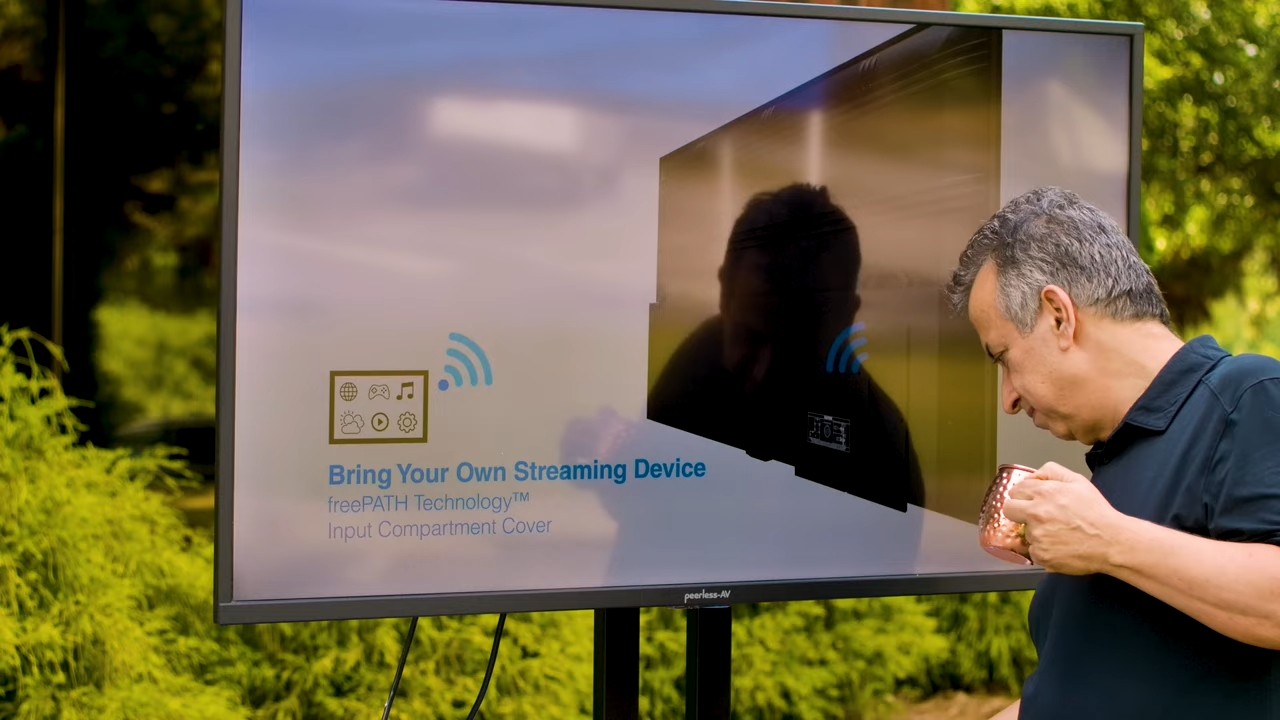 Bring Your Own Streaming Device
freePATH Technology™
Input Compartment Cover
peerless-AV